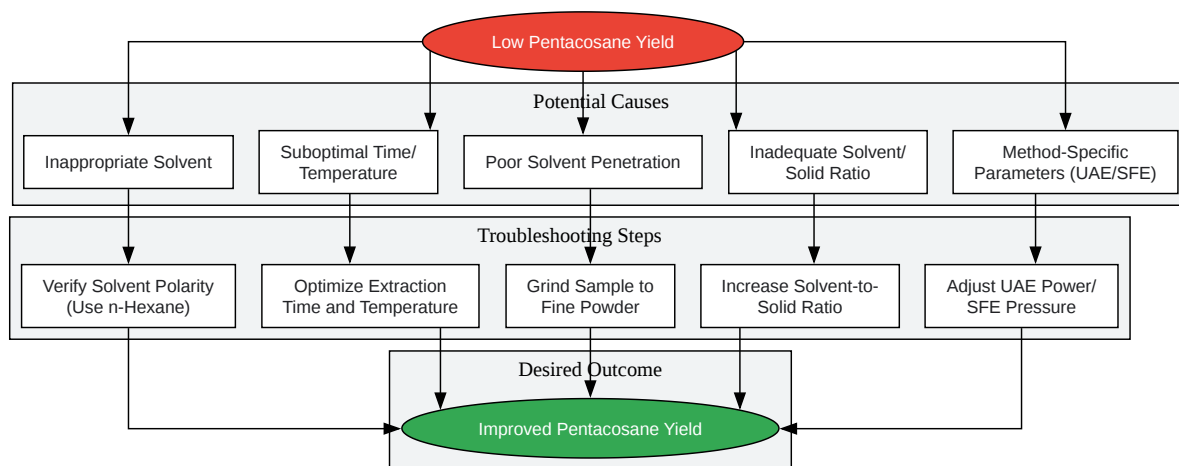 Low Pentacosane Yield
Potential Causes
Inappropriate Solvent
Suboptimal Time/
Temperature
Poor Solvent Penetration
Inadequate Solvent/
Solid Ratio
Method-Specific
Parameters (UAE/SFE)
Troubleshooting Steps
Verify Solvent Polarity
(Use n-Hexane)
Optimize Extraction
Time and Temperature
Grind Sample to
Fine Powder
Increase Solvent-to-
Solid Ratio
Adjust UAE Power/
SFE Pressure
Desired Outcome
Improved Pentacosane Yield